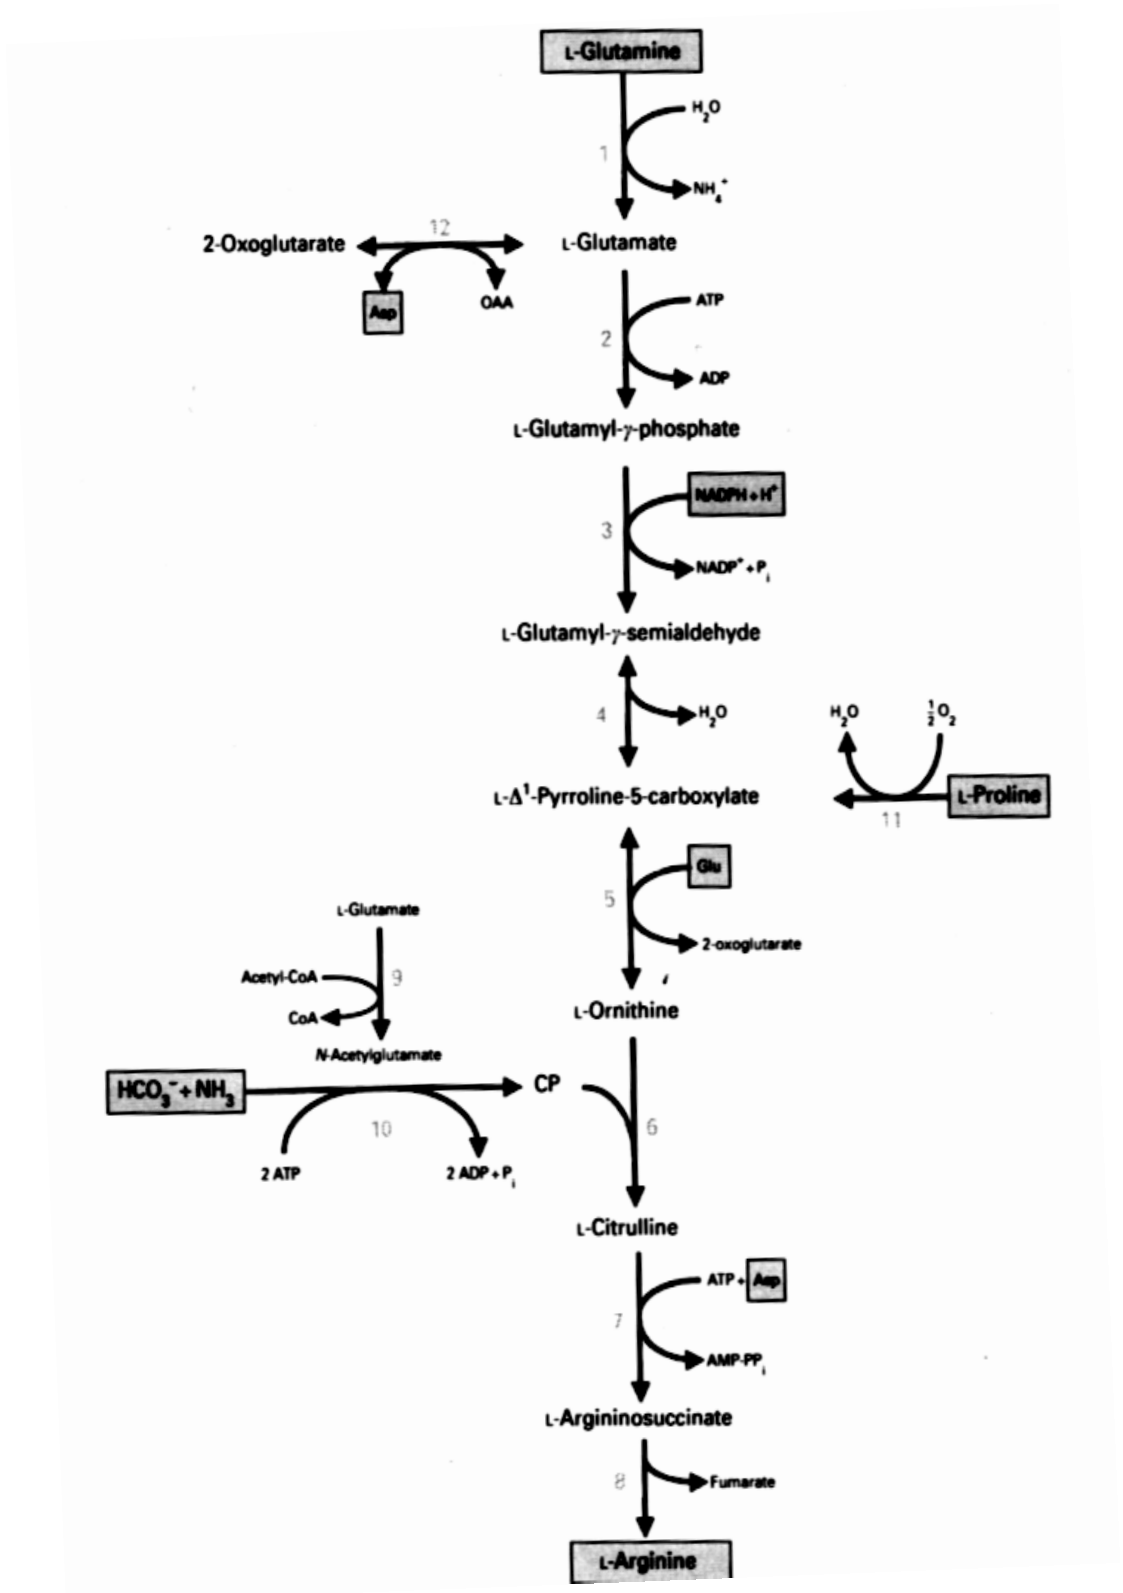 L-Glutamine
H₂O
1
NH₄⁺
2-Oxoglutarate
12
L-Glutamate
Asp
OAA
ATP
2
ADP
L-Glutamyl-γ-phosphate
NADPH + H⁺
3
NADP⁺ + Pᵢ
L-Glutamyl-γ-semialdehyde
4
H₂O
H₂O
½O₂
L-Δ¹-Pyrroline-5-carboxylate
L-Proline
11
Glu
5
2-oxoglutarate
L-Glutamate
Acetyl-CoA
9
CoA
L-Ornithine
N-Acetylglutamate
HCO₃⁻ + NH₃
CP
10
6
2 ATP
2 ADP + Pᵢ
L-Citrulline
ATP + Asp
7
AMP-PPᵢ
L-Argininosuccinate
8
Fumarate
L-Arginine